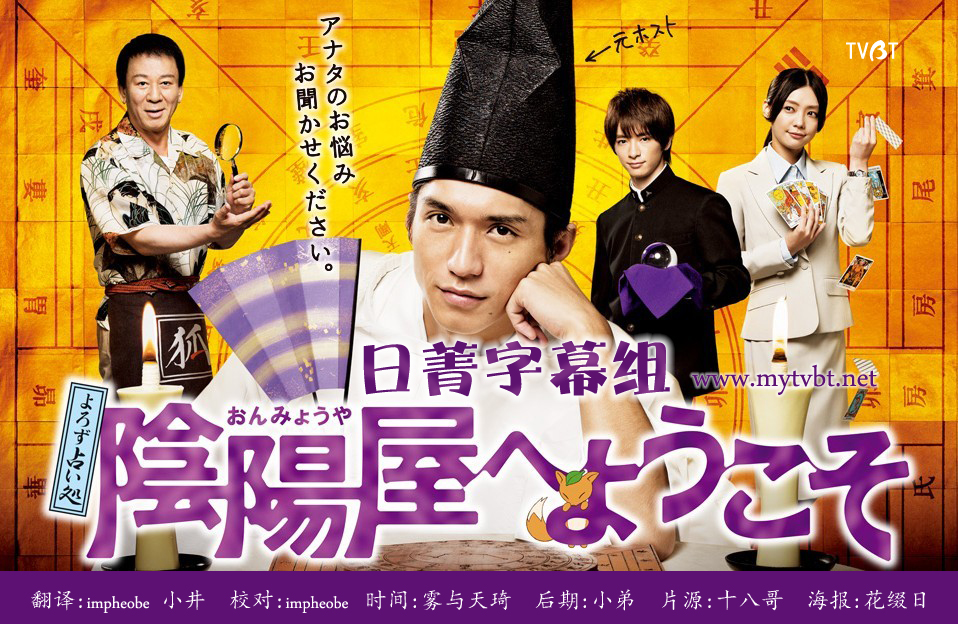 アナタのお悩み
お聞かせください。
←元ホスト
TVBT
狐
日菁字幕组
www.mytvbt.net
よろず占い処
おんみょうや
陰陽屋へようこそ
翻译:impheobe 小井 校对:impheobe 时间:雾与天琦 后期:小弟 片源:十八哥 海报:花缀日